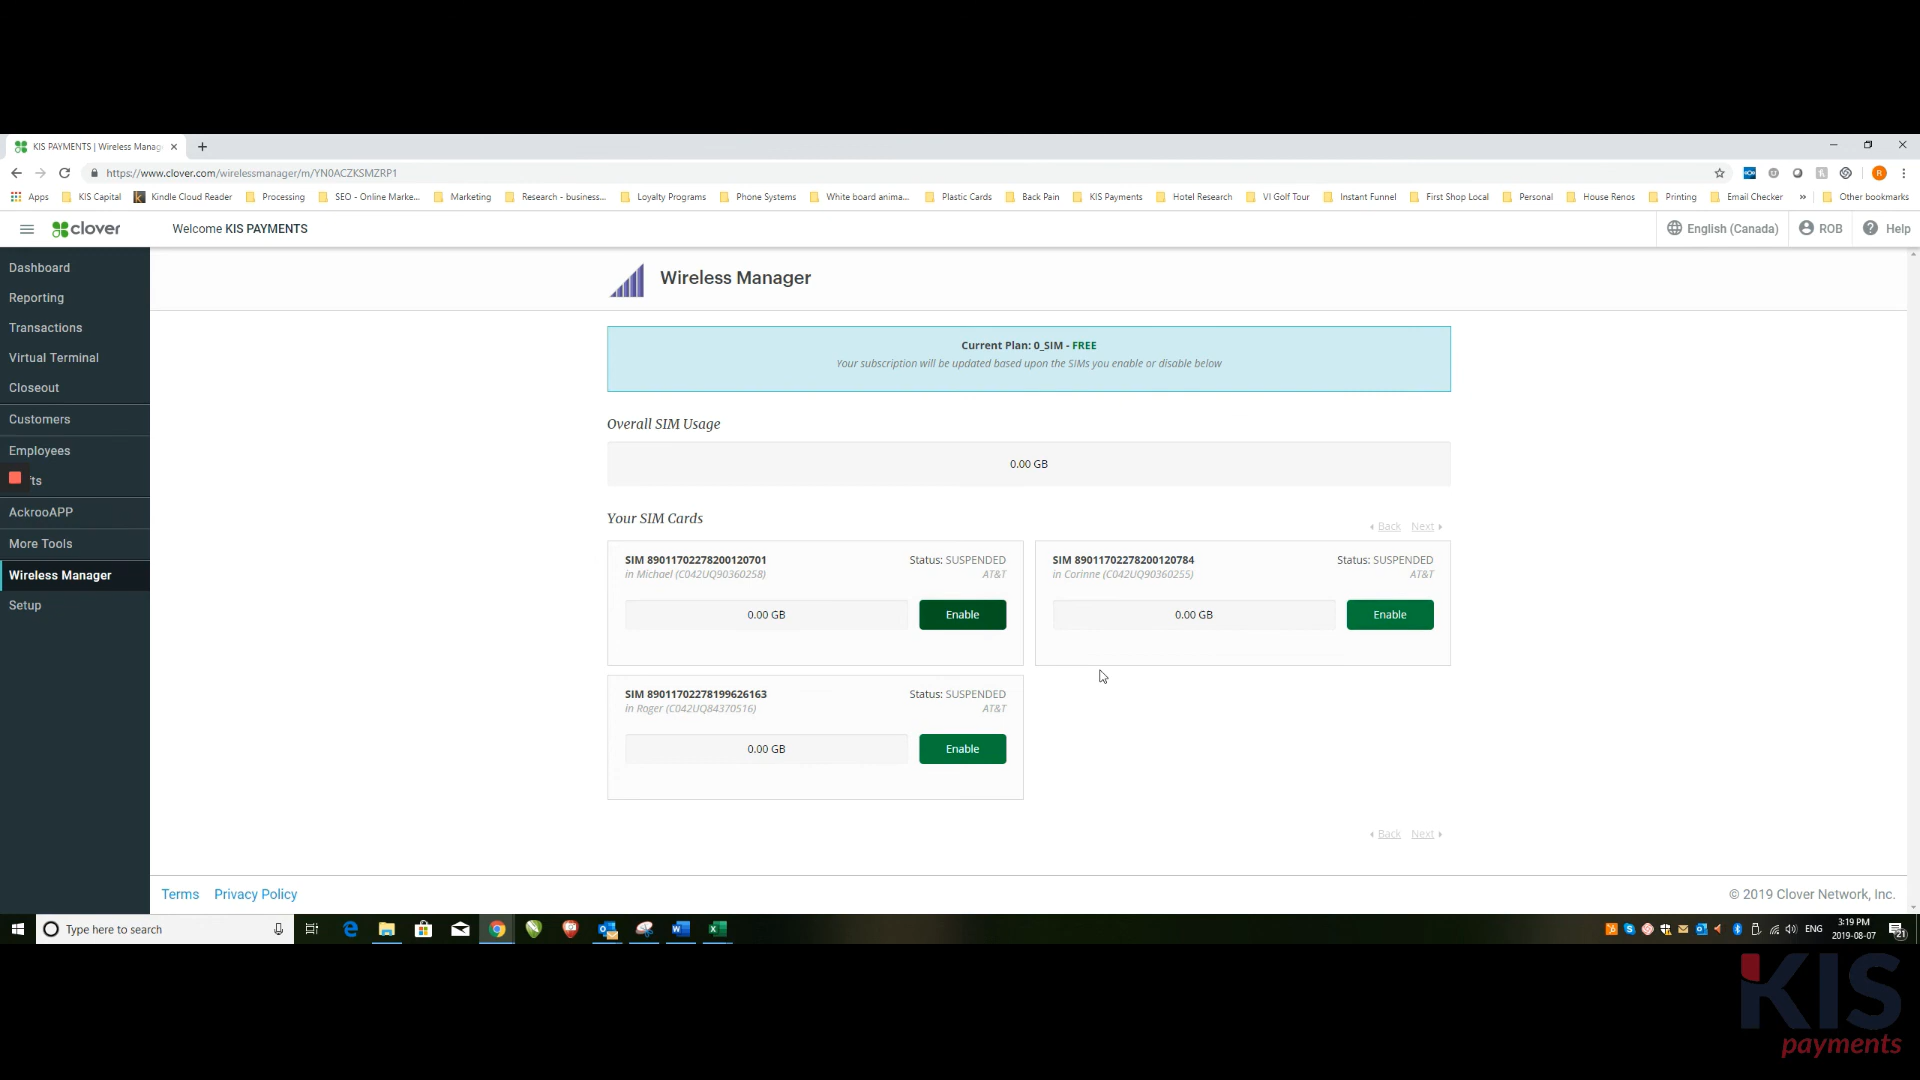 KIS PAYMENTS | Wireless Manag
https://www.clover.com/wirelessmanager/m/YN0ACZKSMZRP1
Apps KIS Capital Kindle Cloud Reader Processing SEO - Online Marke... Marketing Research - business... Loyalty Programs Phone Systems White board anima... Plastic Cards Back Pain KIS Payments Hotel Research VI Golf Tour Instant Funnel First Shop Local Personal House Renos Printing Email Checker » Other bookmarks
clover Welcome KIS PAYMENTS English (Canada) ROB Help
Dashboard
Reporting
Transactions
Virtual Terminal
Closeout
Customers
Employees
ts
AckrooAPP
More Tools
Wireless Manager
Setup
Wireless Manager
Current Plan: 0_SIM - FREE
Your subscription will be updated based upon the SIMs you enable or disable below
Overall SIM Usage
0.00 GB
Your SIM Cards
Back Next
SIM 89011702278200120701 Status: SUSPENDED
in Michael (C042UQ90360258) AT&T
0.00 GB Enable
SIM 89011702278200120784 Status: SUSPENDED
in Corinne (C042UQ90360255) AT&T
0.00 GB Enable
SIM 89011702278199626163 Status: SUSPENDED
in Roger (C042UQ84370516) AT&T
0.00 GB Enable
Back Next
Terms Privacy Policy © 2019 Clover Network, Inc.
Type here to search
ENG 3:19 PM
2019-08-07
21
KIS
payments